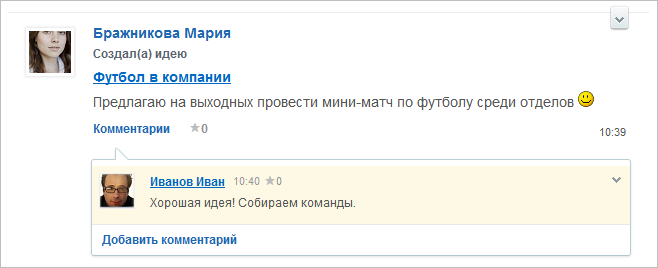 Бражникова Мария
Создал(а) идею
Футбол в компании
Предлагаю на выходных провести мини-матч по футболу среди отделов
Комментарии ★0 10:39
Иванов Иван 10:40 ★0
Хорошая идея! Собираем команды.
Добавить комментарий